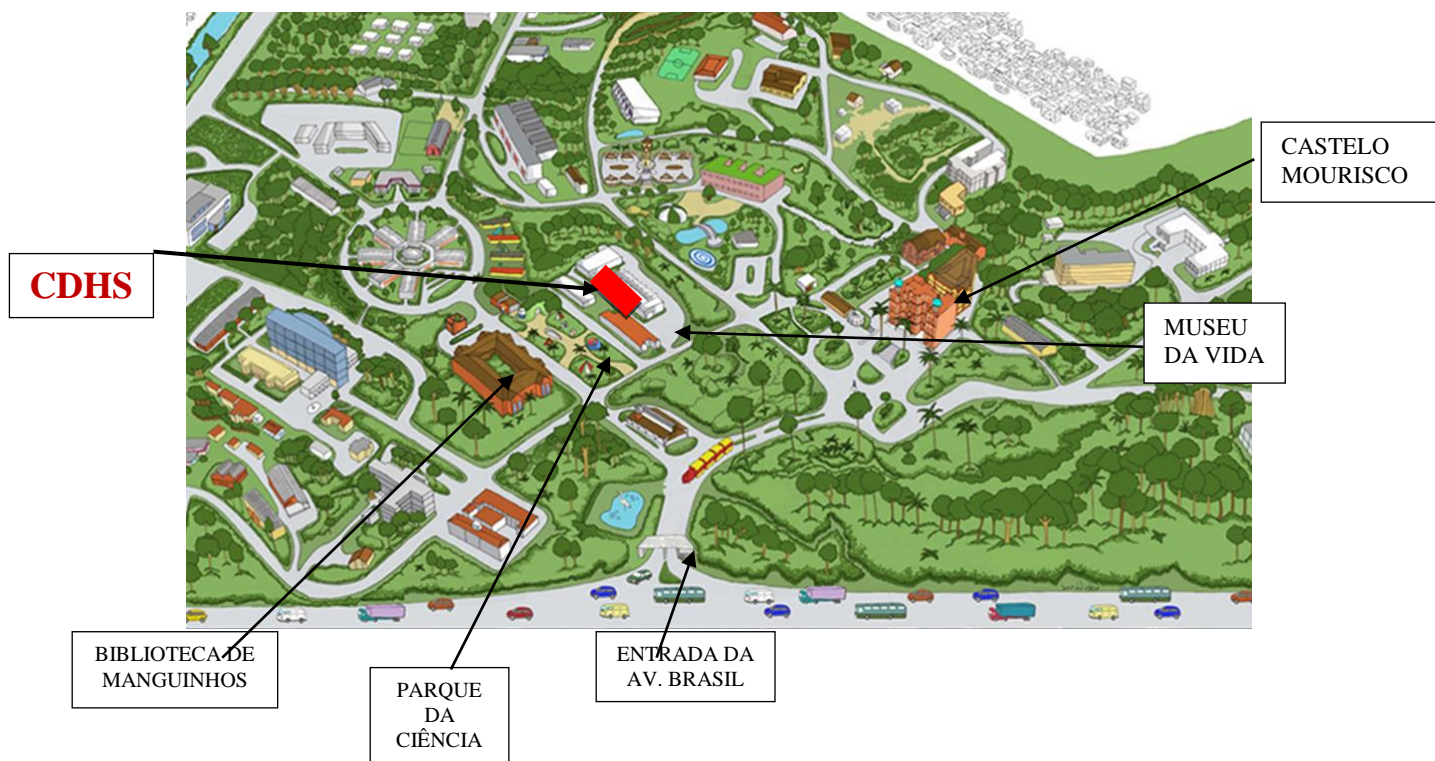 CASTELO
MOURISCO
CDHS
MUSEU
DA VIDA
BIBLIOTECA DE
MANGUINHOS
PARQUE
DA
CIÊNCIA
ENTRADA DA
AV. BRASIL